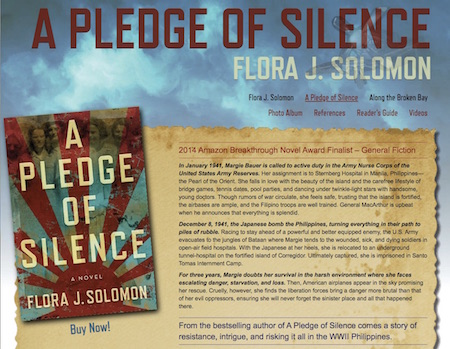 A PLEDGE OF SILENCE
FLORA J. SOLOMON
Flora J. Solomon A Pledge of Silence Along the Broken Bay
Photo Album References Reader's Guide Videos
A
PLEDGE
OF
SILENCE
A NOVEL
FLORA J. SOLOMON
Buy Now!
2014 Amazon Breakthrough Novel Award Finalist – General Fiction
In January 1941, Margie Bauer is called to active duty in the Army Nurse Corps of the
United States Army Reserves. Her assignment is to Sternberg Hospital in Manila, Philippines—
the Pearl of the Orient. She falls in love with the beauty of the island and the carefree lifestyle of
bridge games, tennis dates, pool parties, and dancing under twinkle-light stars with handsome,
young doctors. Though rumors of war circulate, she feels safe; trusting that the island is fortified,
the airbases are ample, and the Filipino troops are well trained. General MacArthur is upbeat
when he announces that everything is splendid.
December 8, 1941, the Japanese bomb the Philippines, turning everything in their path to
piles of rubble. Racing to stay ahead of a powerful and better equipped enemy, the U.S. Army
evacuates to the jungles of Bataan where Margie tends to the wounded, sick, and dying soldiers in
open-air field hospitals. With the Japanese at her heels, she is relocated to an underground
tunnel-hospital on the fortified island of Corregidor. Ultimately captured, she is imprisoned in Santo
Tomas Internment Camp.
For three years, Margie doubts her survival in the harsh environment where she faces
escalating danger, starvation, and loss. Then, American airplanes appear in the sky promising
her rescue. Cruelly, however, she finds the liberation forces bring a danger more brutal than that
of her evil oppressors, ensuring she will never forget the sinister place and all that happened
there.
From the bestselling author of A Pledge of Silence comes a story of
resistance, intrigue, and risking it all in the WWII Philippines.